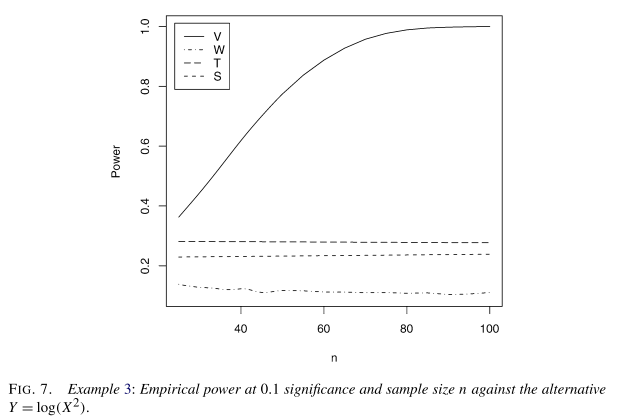 V
W
T
S
Power
1.0
0.8
0.6
0.4
0.2
40
60
80
100
n
FIG. 7. Example 3: Empirical power at 0.1 significance and sample size n against the alternative
Y = log(X²).